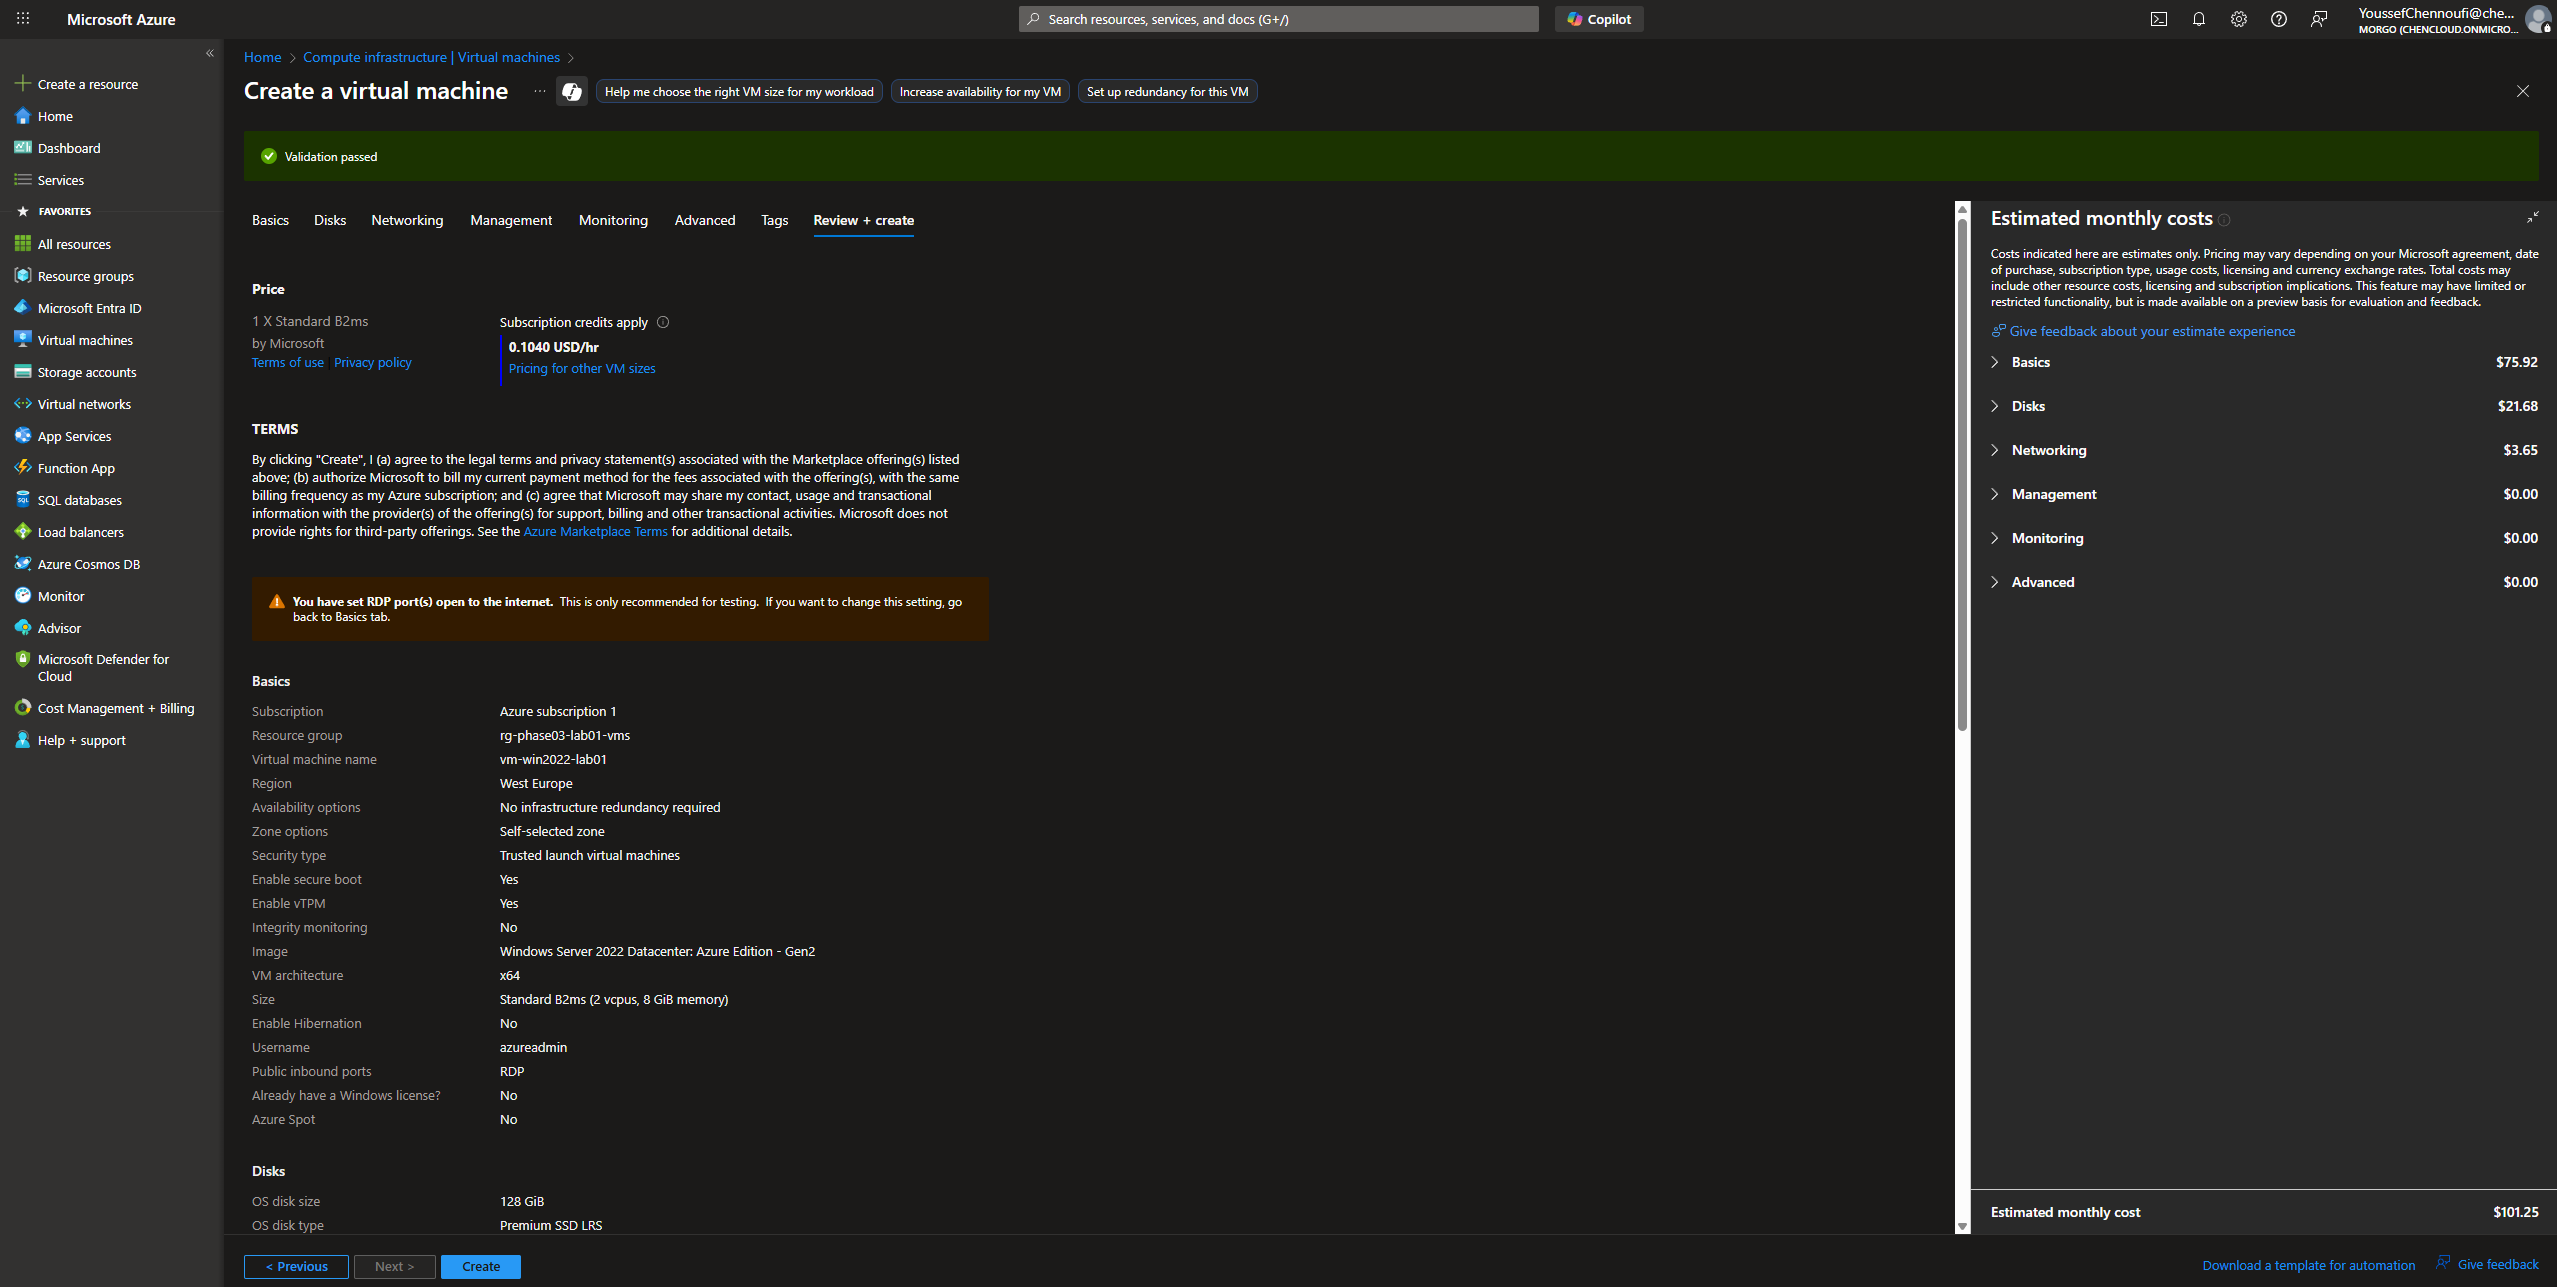 Microsoft Azure
Search resources, services, and docs (G+/)
Copilot
YoussefChennoufi@che...
MORGO (CHENCLOUD.ONMICRO...
Create a resource
Home
Dashboard
Services
FAVORITES
All resources
Resource groups
Microsoft Entra ID
Virtual machines
Storage accounts
Virtual networks
App Services
Function App
SQL databases
Load balancers
Azure Cosmos DB
Monitor
Advisor
Microsoft Defender for
Cloud
Cost Management + Billing
Help + support
Home > Compute infrastructure | Virtual machines >
Create a virtual machine
...
Help me choose the right VM size for my workload
Increase availability for my VM
Set up redundancy for this VM
Validation passed
Basics Disks Networking Management Monitoring Advanced Tags Review + create
Price
1 X Standard B2ms
by Microsoft
Terms of use | Privacy policy
Subscription credits apply
0.1040 USD/hr
Pricing for other VM sizes
TERMS
By clicking "Create", I (a) agree to the legal terms and privacy statement(s) associated with the Marketplace offering(s) listed
above; (b) authorize Microsoft to bill my current payment method for the fees associated with the offering(s), with the same
billing frequency as my Azure subscription; and (c) agree that Microsoft may share my contact, usage and transactional
information with the provider(s) of the offering(s) for support, billing and other transactional activities. Microsoft does not
provide rights for third-party offerings. See the Azure Marketplace Terms for additional details.
You have set RDP port(s) open to the internet. This is only recommended for testing. If you want to change this setting, go
back to Basics tab.
Basics
Subscription Azure subscription 1
Resource group rg-phase03-lab01-vms
Virtual machine name vm-win2022-lab01
Region West Europe
Availability options No infrastructure redundancy required
Zone options Self-selected zone
Security type Trusted launch virtual machines
Enable secure boot Yes
Enable vTPM Yes
Integrity monitoring No
Image Windows Server 2022 Datacenter: Azure Edition - Gen2
VM architecture x64
Size Standard B2ms (2 vcpus, 8 GiB memory)
Enable Hibernation No
Username azureadmin
Public inbound ports RDP
Already have a Windows license? No
Azure Spot No
Disks
OS disk size 128 GiB
OS disk type Premium SSD LRS
< Previous
Next >
Create
Estimated monthly costs
Costs indicated here are estimates only. Pricing may vary depending on your Microsoft agreement, date
of purchase, subscription type, usage costs, licensing and currency exchange rates. Total costs may
include other resource costs, licensing and subscription implications. This feature may have limited or
restricted functionality, but is made available on a preview basis for evaluation and feedback.
Give feedback about your estimate experience
Basics $75.92
Disks $21.68
Networking $3.65
Management $0.00
Monitoring $0.00
Advanced $0.00
Estimated monthly cost $101.25
Download a template for automation
Give feedback